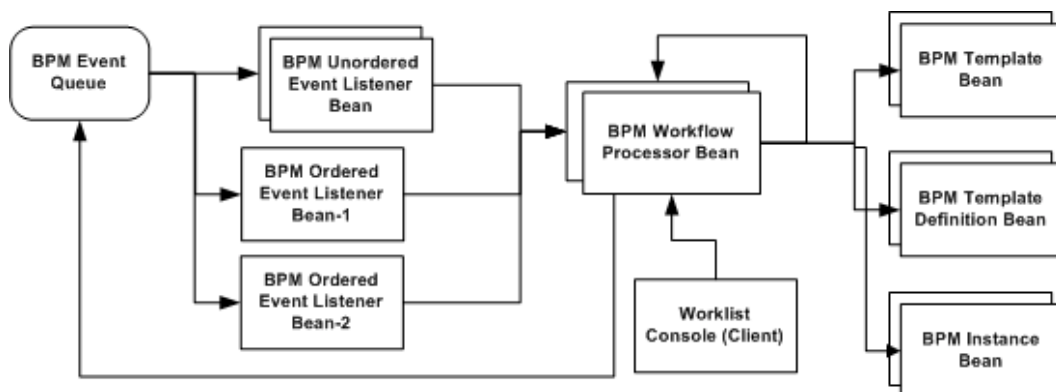 BPM Event
Queue
BPM Unordered
Event Listener
Bean
BPM Ordered
Event Listener
Bean-1
BPM Ordered
Event Listener
Bean-2
BPM Workflow
Processor Bean
Worklist
Console (Client)
BPM Template
Bean
BPM Template
Definition Bean
BPM Instance
Bean